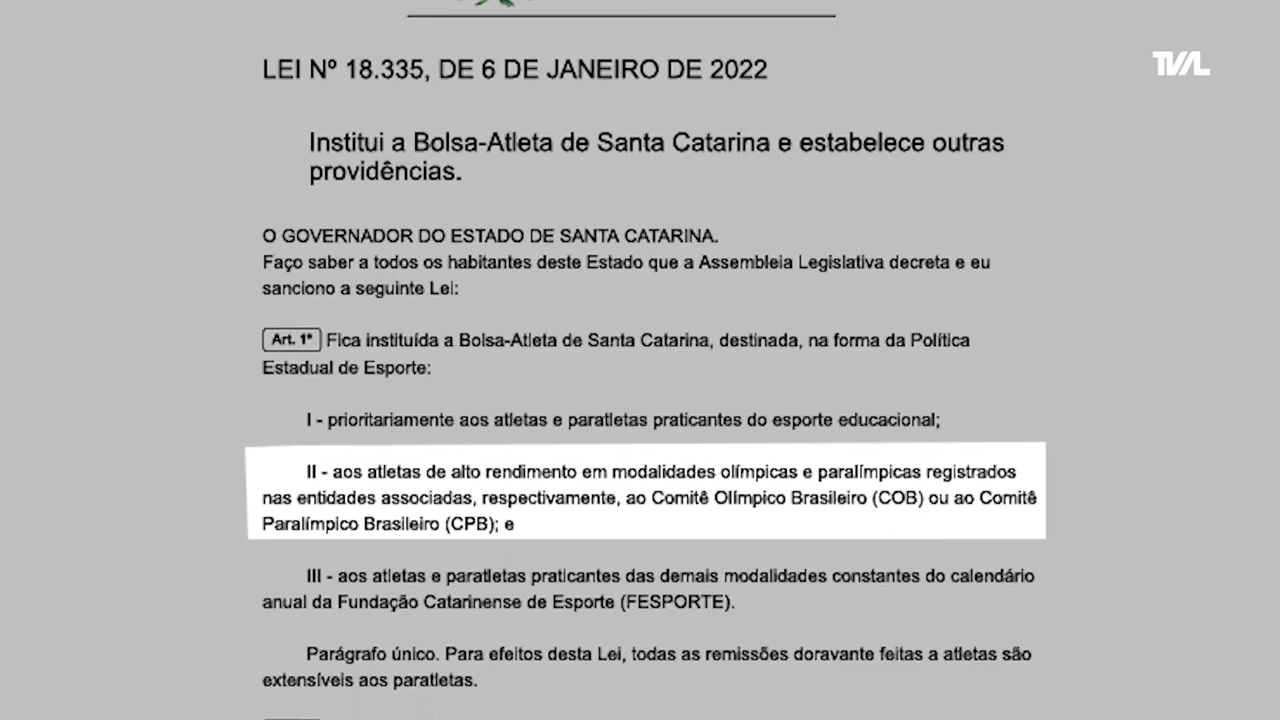 TVAL
LEI Nº 18.335, DE 6 DE JANEIRO DE 2022
Institui a Bolsa-Atleta de Santa Catarina e estabelece outras
providências.
O GOVERNADOR DO ESTADO DE SANTA CATARINA.
Faço saber a todos os habitantes deste Estado que a Assembleia Legislativa decreta e eu
sanciono a seguinte Lei:
Art. 1º Fica instituída a Bolsa-Atleta de Santa Catarina, destinada, na forma da Política
Estadual de Esporte:
I - prioritariamente aos atletas e paratletas praticantes do esporte educacional;
II - aos atletas de alto rendimento em modalidades olímpicas e paralímpicas registrados
nas entidades associadas, respectivamente, ao Comitê Olímpico Brasileiro (COB) ou ao Comitê
Paralímpico Brasileiro (CPB); e
III - aos atletas e paratletas praticantes das demais modalidades constantes do calendário
anual da Fundação Catarinense de Esporte (FESPORTE).
Parágrafo único. Para efeitos desta Lei, todas as remissões doravante feitas a atletas são
extensíveis aos paratletas.